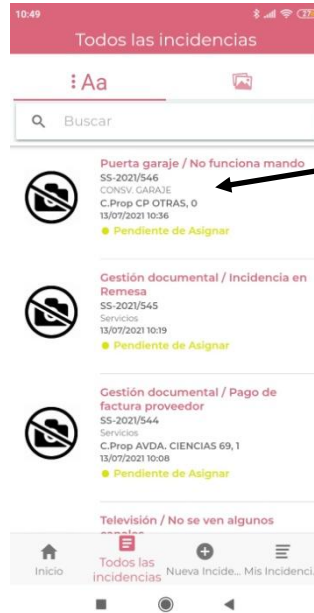 10:49
27
Todos las incidencias
Aa
Buscar
Puerta garaje / No funciona mando
SS-2021/546
CONSV. GARAJE
C.Prop CP OTRAS, 0
13/07/2021 10:36
Pendiente de Asignar
Gestión documental / Incidencia en
Remesa
SS-2021/545
Servicios
13/07/2021 10:19
Pendiente de Asignar
Gestión documental / Pago de
factura proveedor
SS-2021/544
Servicios
C.Prop AVDA. CIENCIAS 69, 1
13/07/2021 10:08
Pendiente de Asignar
Televisión / No se ven algunos
canales
Inicio
Todos las
incidencias
Nueva Incide...
Mis Incidenci...